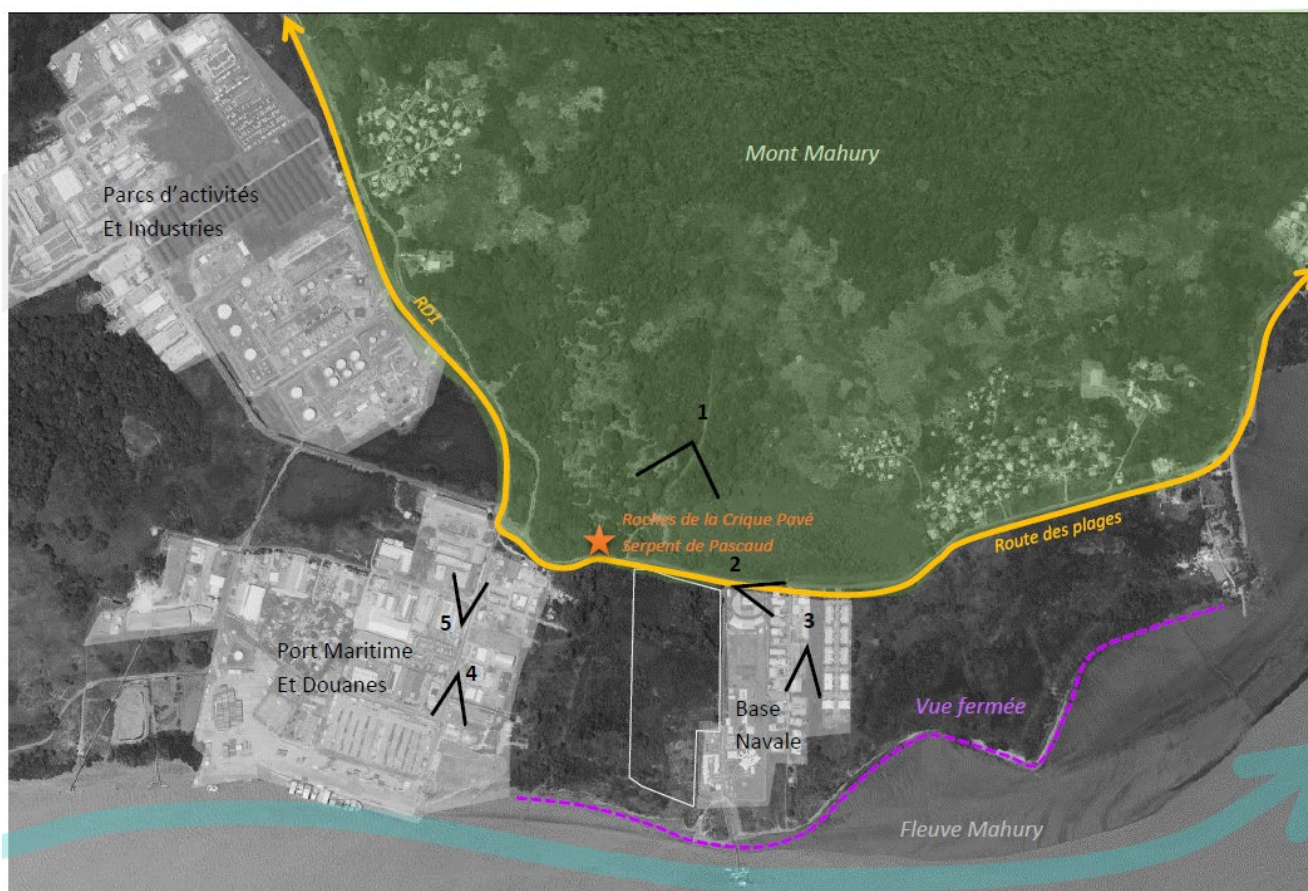 Mont Mahury
Parcs d'activités
Et Industries
RD1
1
Roches de la Crique Pavé
Serpent de Pascaud
Route des plages
2
5
3
Port Maritime
Et Douanes
4
Base
Navale
Vue fermée
Fleuve Mahury